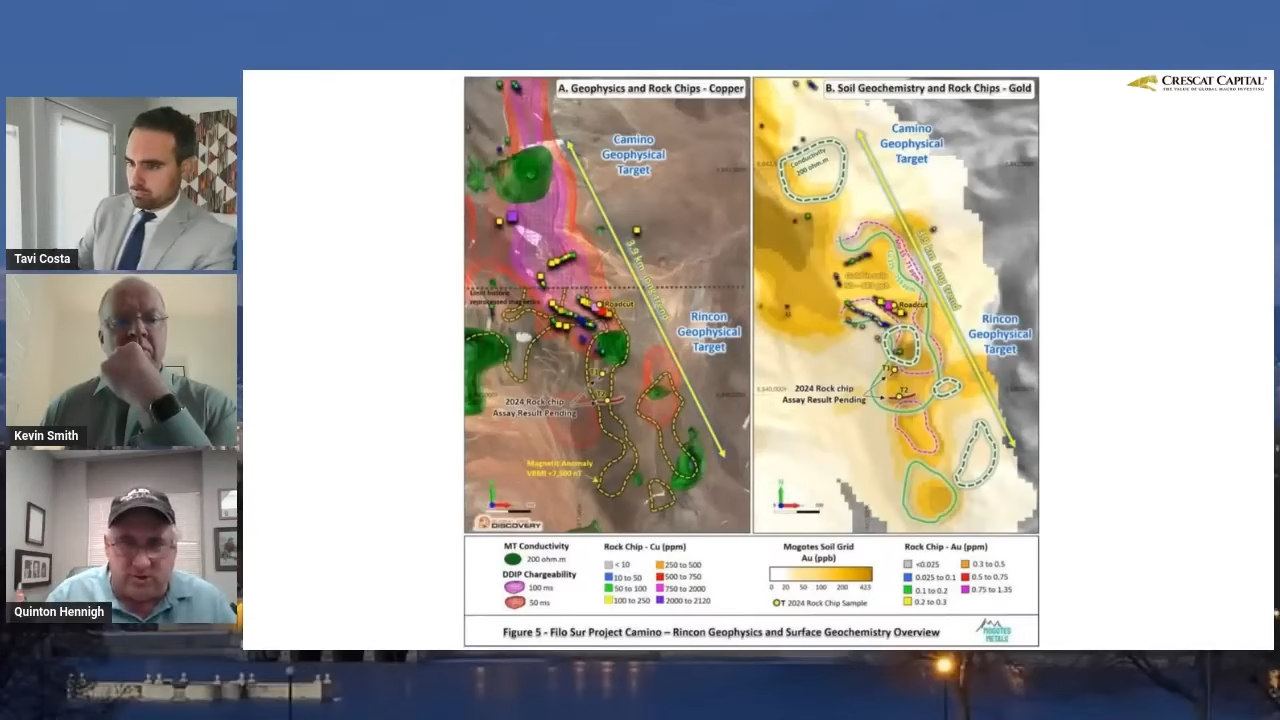 CRESCAT CAPITAL
THE VALUE OF GLOBAL MACRO INVESTING
Tavi Costa
Kevin Smith
Quinton Hennigh
A. Geophysics and Rock Chips - Copper
Camino
Geophysical
Target
Roadcut
Rincon
Geophysical
Target
2024 Rock chip
Assay Result Pending
Magnetic Anomaly
DISCOVERY
B. Soil Geochemistry and Rock Chips - Gold
Conductivity
200 ohm.m
Camino
Geophysical
Target
Roadcut
Rincon
Geophysical
Target
T2
2024 Rock chip
Assay Result Pending
N
MT Conductivity
200 ohm.m
DDIP Chargeability
100 ms
50 ms
Rock Chip - Cu (ppm)
< 10
10 to 50
50 to 100
100 to 250
250 to 500
500 to 750
750 to 2000
2000 to 2120
Mogotes Soil Grid
Au (ppb)
0 20 50 100 200 423
T 2024 Rock Chip Sample
Rock Chip - Au (ppm)
<0.025
0.025 to 0.1
0.1 to 0.2
0.2 to 0.3
0.3 to 0.5
0.5 to 0.75
0.75 to 1.35
Figure 5 - Filo Sur Project Camino – Rincon Geophysics and Surface Geochemistry Overview
MOGOTES
METALS